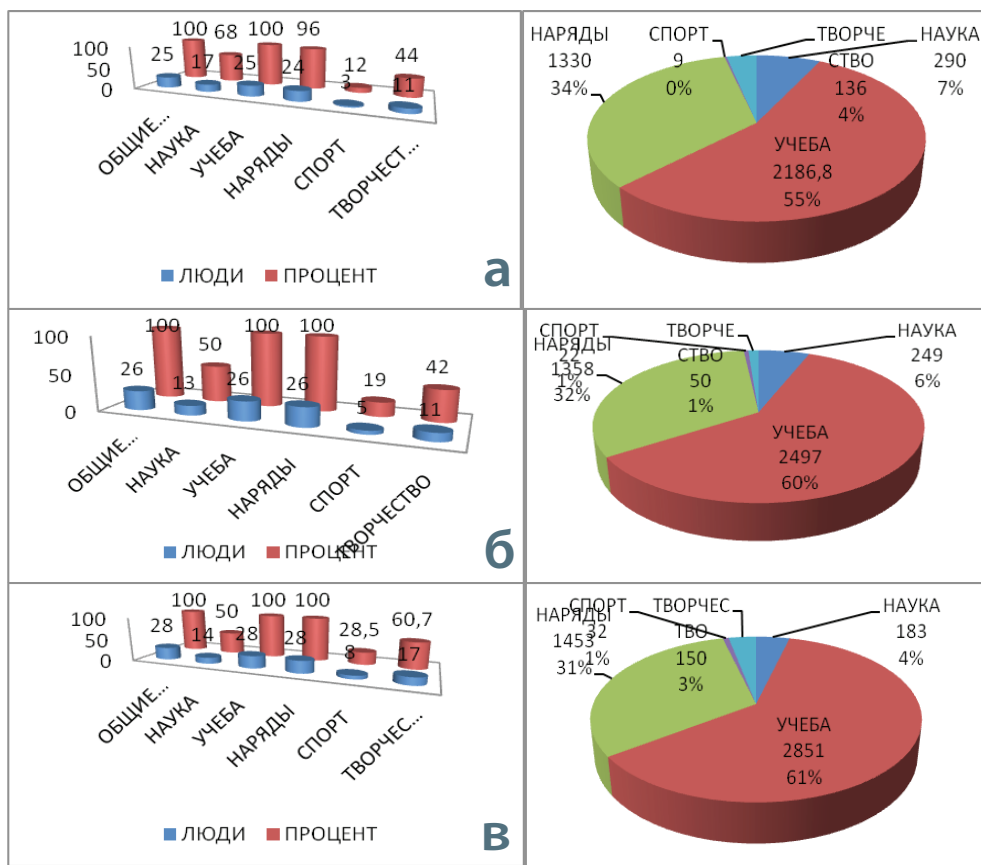 100
50
0
25
100
17
68
25
100
24
96
3
12
11
44
ОБЩИЕ...
НАУКА
УЧЕБА
НАРЯДЫ
СПОРТ
ТВОРЧЕСТ...
ЛЮДИ ПРОЦЕНТ
а
НАРЯДЫ
1330
34%
СПОРТ
9
0%
ТВОРЧЕ
СТВО
136
4%
НАУКА
290
7%
УЧЕБА
2186,8
55%
100
50
0
26
100
13
50
26
100
26
100
5
19
11
42
ОБЩИЕ...
НАУКА
УЧЕБА
НАРЯДЫ
СПОРТ
ТВОРЧЕСТВО
ЛЮДИ ПРОЦЕНТ
б
СПОРТ
22
1%
НАРЯДЫ
1358
32%
ТВОРЧЕ
СТВО
50
1%
НАУКА
249
6%
УЧЕБА
2497
60%
100
50
0
28
100
14
50
28
100
28
100
8
28,5
17
60,7
ОБЩИЕ...
НАУКА
УЧЕБА
НАРЯДЫ
СПОРТ
ТВОРЧЕС...
ЛЮДИ ПРОЦЕНТ
в
СПОРТ
32
1%
НАРЯДЫ
1453
31%
ТВОРЧЕС
ТВО
150
3%
НАУКА
183
4%
УЧЕБА
2851
61%